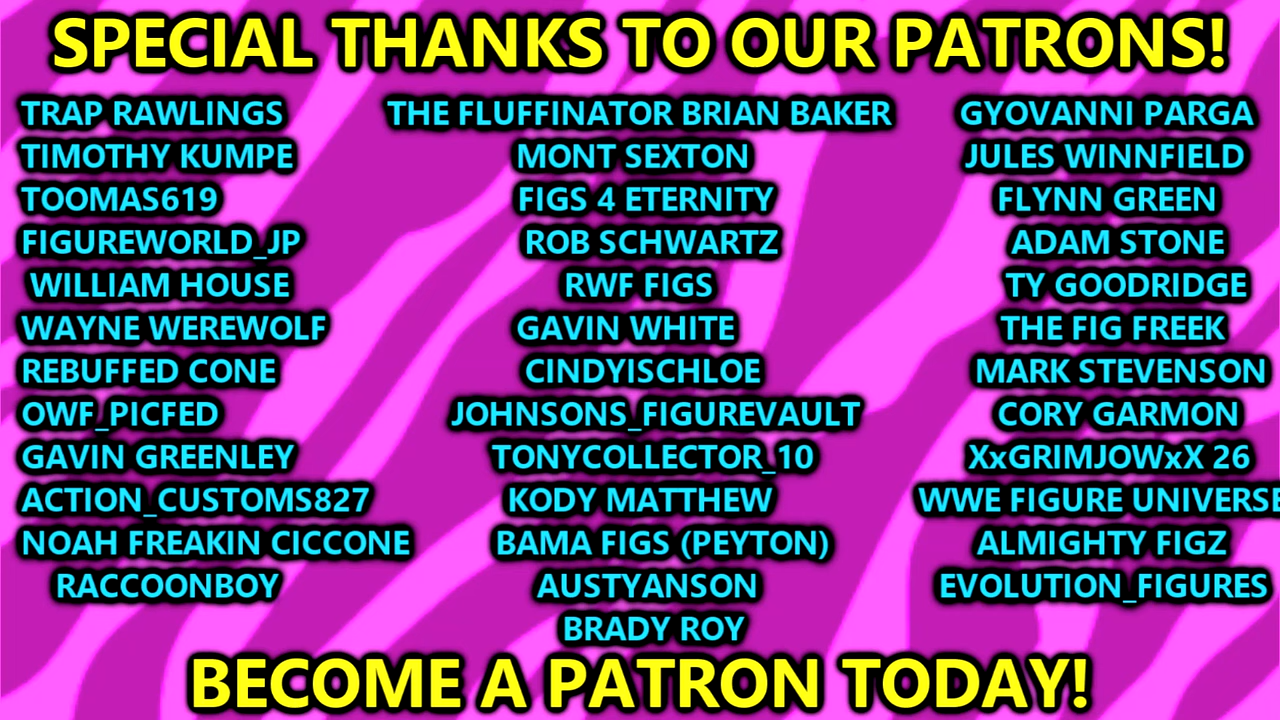 SPECIAL THANKS TO OUR PATRONS!
TRAP RAWLINGS
TIMOTHY KUMPE
TOOMAS619
FIGUREWORLD_JP
WILLIAM HOUSE
WAYNE WEREWOLF
REBUFFED CONE
OWF_PICFED
GAVIN GREENLEY
ACTION_CUSTOMS827
NOAH FREAKIN CICCONE
RACCOONBOY
THE FLUFFINATOR BRIAN BAKER
MONT SEXTON
FIGS 4 ETERNITY
ROB SCHWARTZ
RWF FIGS
GAVIN WHITE
CINDYISCHLOE
JOHNSONS_FIGUREVAULT
TONYCOLLECTOR_10
KODY MATTHEW
BAMA FIGS (PEYTON)
AUSTYANSON
BRADY ROY
GYOVANNI PARGA
JULES WINNFIELD
FLYNN GREEN
ADAM STONE
TY GOODRIDGE
THE FIG FREEK
MARK STEVENSON
CORY GARMON
XxGRIMJOWxX 26
WWE FIGURE UNIVERSE
ALMIGHTY FIGZ
EVOLUTION_FIGURES
BECOME A PATRON TODAY!